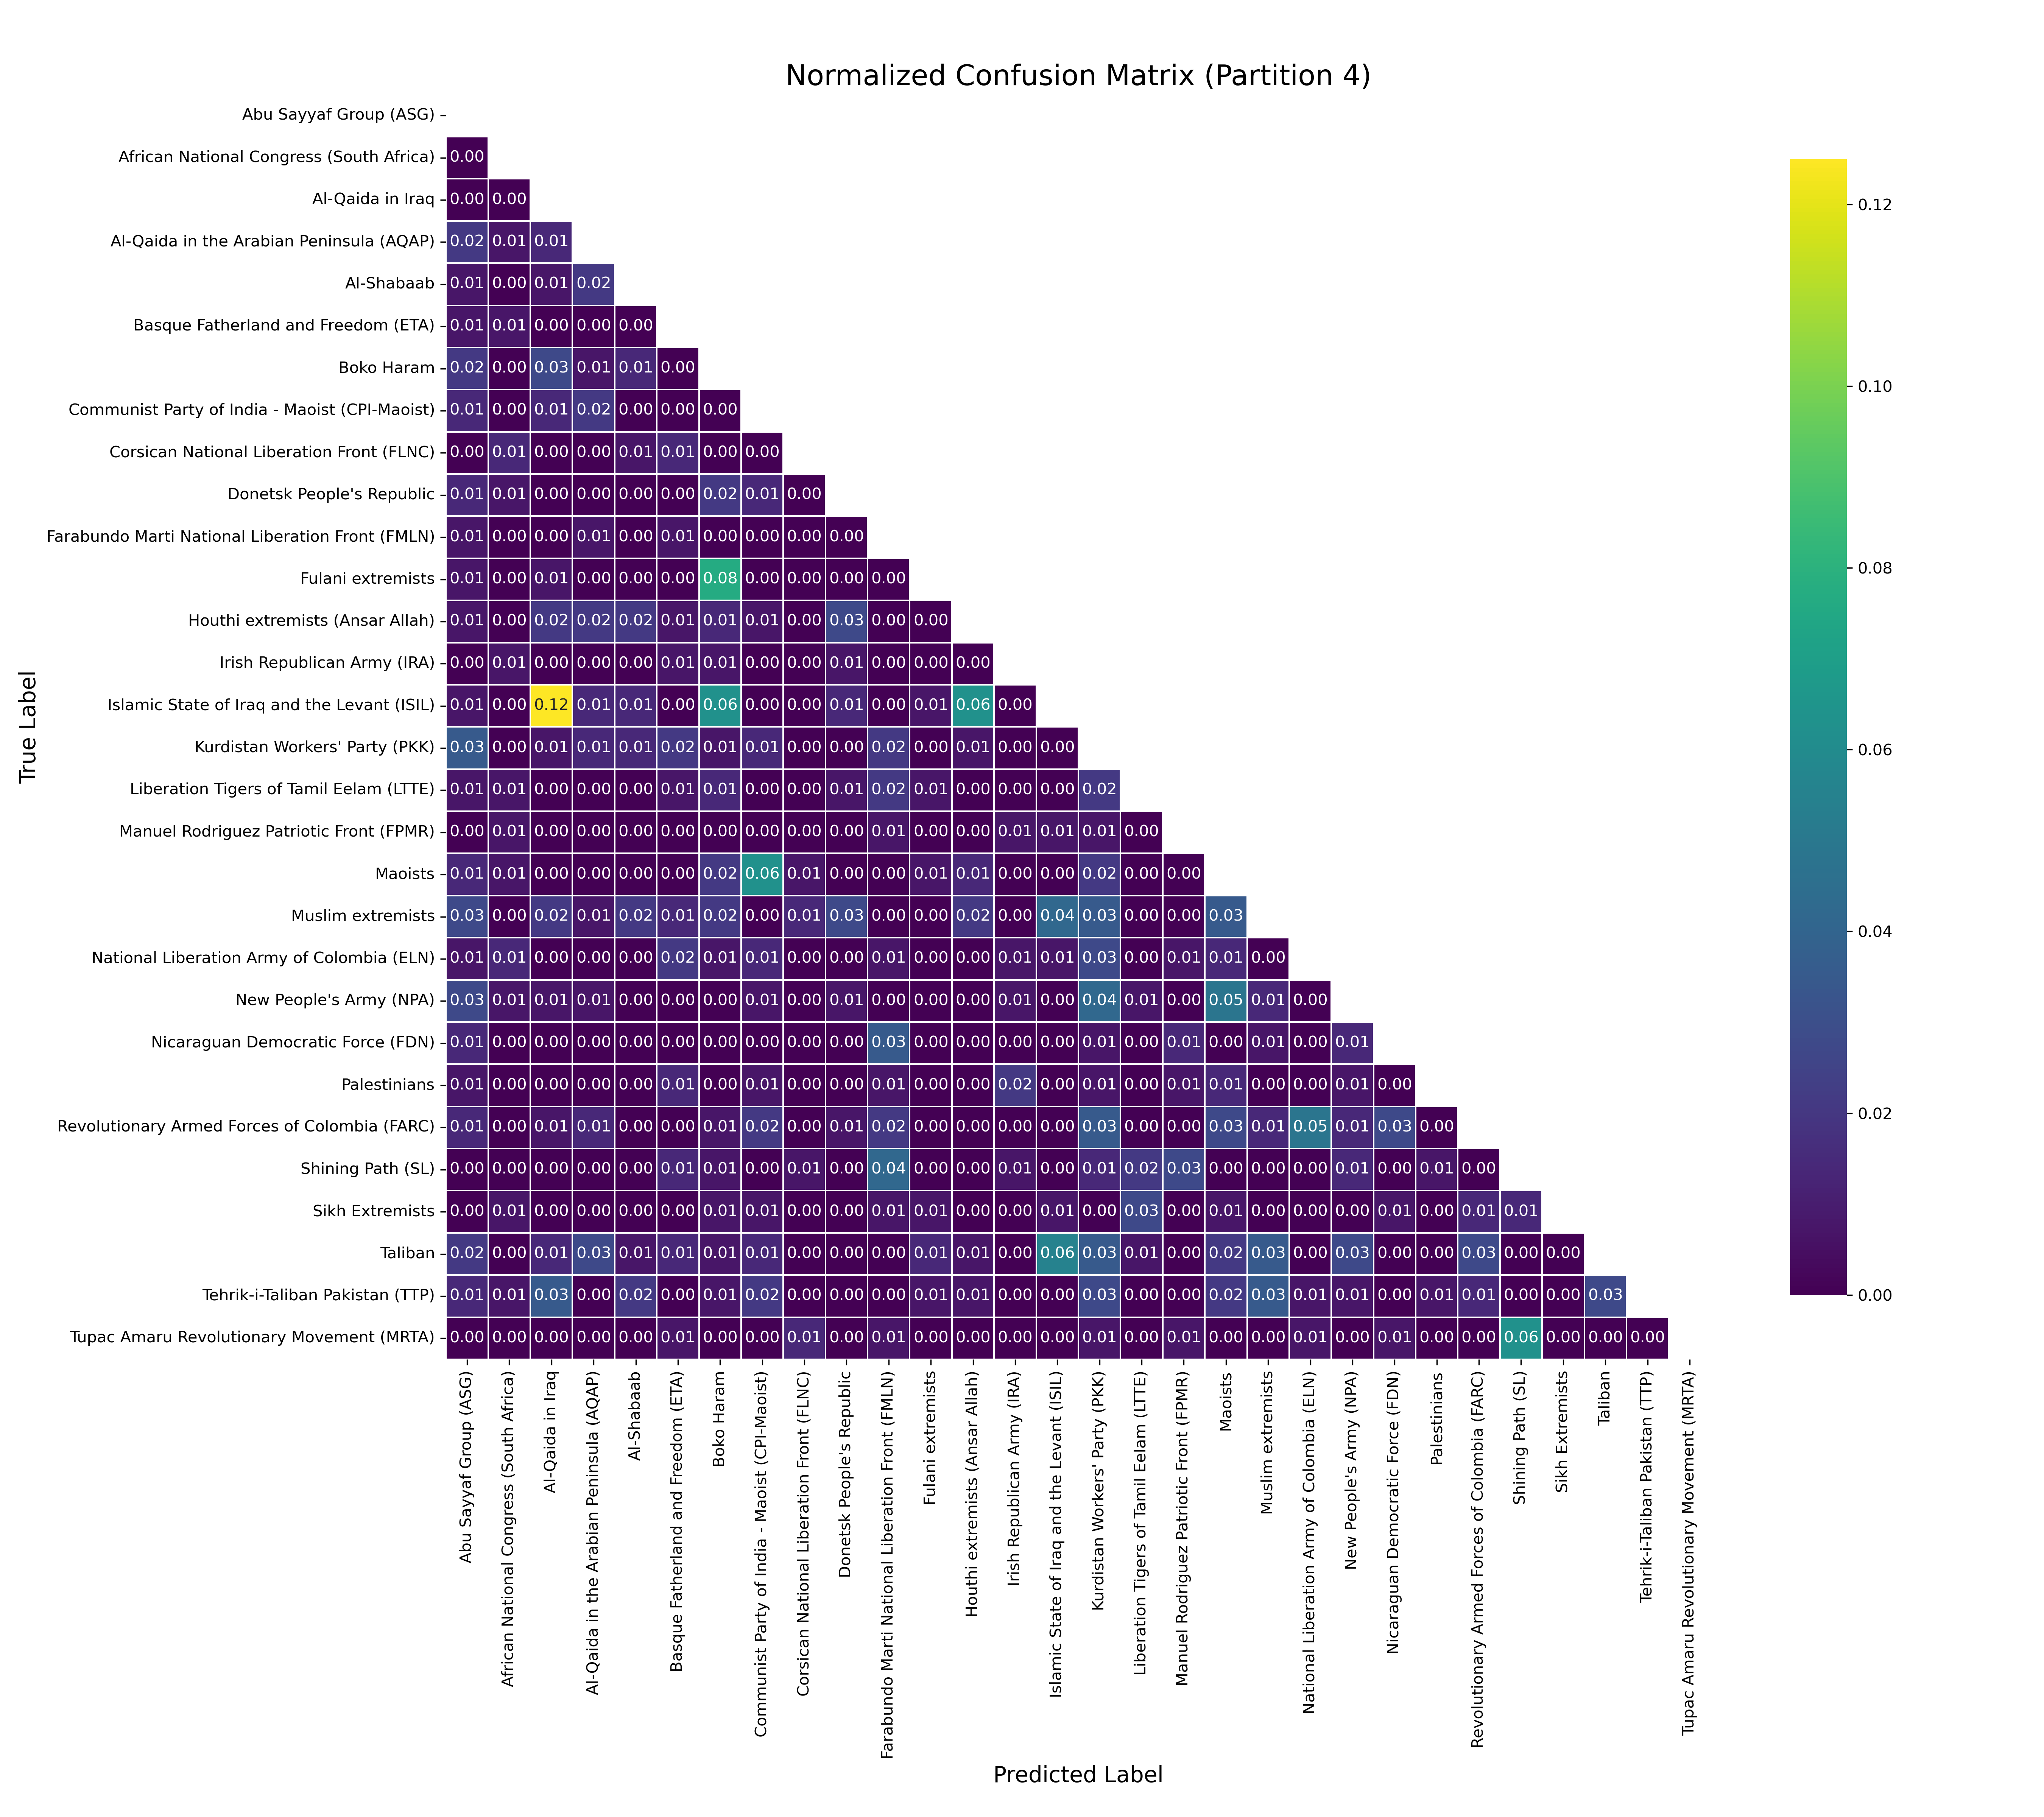 Normalized Confusion Matrix (Partition 4)
Abu Sayyaf Group (ASG)
African National Congress (South Africa) 0.00
Al-Qaida in Iraq 0.00 0.00
Al-Qaida in the Arabian Peninsula (AQAP) 0.02 0.01 0.01
Al-Shabaab 0.01 0.00 0.01 0.02
Basque Fatherland and Freedom (ETA) 0.01 0.01 0.00 0.00 0.00
Boko Haram 0.02 0.00 0.03 0.01 0.01 0.00
Communist Party of India - Maoist (CPI-Maoist) 0.01 0.00 0.01 0.02 0.00 0.00 0.00
Corsican National Liberation Front (FLNC) 0.00 0.01 0.00 0.00 0.01 0.01 0.00 0.00
Donetsk People's Republic 0.01 0.01 0.00 0.00 0.00 0.00 0.02 0.01 0.00
Farabundo Marti National Liberation Front (FMLN) 0.01 0.00 0.00 0.01 0.00 0.01 0.00 0.00 0.00 0.00
Fulani extremists 0.01 0.00 0.01 0.00 0.00 0.00 0.08 0.00 0.00 0.00 0.00
Houthi extremists (Ansar Allah) 0.01 0.00 0.02 0.02 0.02 0.01 0.01 0.01 0.00 0.03 0.00 0.00
Irish Republican Army (IRA) 0.00 0.01 0.00 0.00 0.00 0.01 0.01 0.00 0.00 0.01 0.00 0.00 0.00
Islamic State of Iraq and the Levant (ISIL) 0.01 0.00 0.12 0.01 0.01 0.00 0.06 0.00 0.00 0.01 0.00 0.01 0.06 0.00
Kurdistan Workers' Party (PKK) 0.03 0.00 0.01 0.01 0.01 0.02 0.01 0.01 0.00 0.00 0.02 0.00 0.01 0.00 0.00
Liberation Tigers of Tamil Eelam (LTTE) 0.01 0.01 0.00 0.00 0.00 0.01 0.01 0.00 0.00 0.01 0.02 0.01 0.00 0.00 0.00 0.02
Manuel Rodriguez Patriotic Front (FPMR) 0.00 0.01 0.00 0.00 0.00 0.00 0.00 0.00 0.00 0.00 0.01 0.00 0.00 0.01 0.01 0.01 0.00
Maoists 0.01 0.01 0.00 0.00 0.00 0.00 0.02 0.06 0.01 0.00 0.00 0.01 0.01 0.00 0.00 0.02 0.00 0.00
Muslim extremists 0.03 0.00 0.02 0.01 0.02 0.01 0.02 0.00 0.01 0.03 0.00 0.00 0.02 0.00 0.04 0.03 0.00 0.00 0.03
National Liberation Army of Colombia (ELN) 0.01 0.01 0.00 0.00 0.00 0.02 0.01 0.01 0.00 0.00 0.01 0.00 0.00 0.01 0.01 0.03 0.00 0.01 0.01 0.00
New People's Army (NPA) 0.03 0.01 0.01 0.01 0.00 0.00 0.00 0.01 0.00 0.01 0.00 0.00 0.00 0.01 0.00 0.04 0.01 0.00 0.05 0.01 0.00
Nicaraguan Democratic Force (FDN) 0.01 0.00 0.00 0.00 0.00 0.00 0.00 0.00 0.00 0.00 0.03 0.00 0.00 0.00 0.00 0.01 0.00 0.01 0.00 0.01 0.00 0.01
Palestinians 0.01 0.00 0.00 0.00 0.00 0.01 0.00 0.01 0.00 0.00 0.01 0.00 0.00 0.02 0.00 0.01 0.00 0.01 0.01 0.00 0.00 0.01 0.00
Revolutionary Armed Forces of Colombia (FARC) 0.01 0.00 0.01 0.01 0.00 0.00 0.01 0.02 0.00 0.01 0.02 0.00 0.00 0.00 0.00 0.03 0.00 0.00 0.03 0.01 0.05 0.01 0.03 0.00
Shining Path (SL) 0.00 0.00 0.00 0.00 0.00 0.01 0.01 0.00 0.01 0.00 0.04 0.00 0.00 0.01 0.00 0.01 0.02 0.03 0.00 0.00 0.00 0.01 0.00 0.01 0.00
Sikh Extremists 0.00 0.01 0.00 0.00 0.00 0.00 0.01 0.01 0.00 0.00 0.01 0.01 0.00 0.00 0.01 0.00 0.03 0.00 0.01 0.00 0.00 0.00 0.01 0.00 0.01 0.01
Taliban 0.02 0.00 0.01 0.03 0.01 0.01 0.01 0.01 0.00 0.00 0.00 0.01 0.01 0.00 0.06 0.03 0.01 0.00 0.02 0.03 0.00 0.03 0.00 0.00 0.03 0.00 0.00
Tehrik-i-Taliban Pakistan (TTP) 0.01 0.01 0.03 0.00 0.02 0.00 0.01 0.02 0.00 0.00 0.00 0.01 0.01 0.00 0.00 0.03 0.00 0.00 0.02 0.03 0.01 0.01 0.00 0.01 0.01 0.00 0.00 0.03
Tupac Amaru Revolutionary Movement (MRTA) 0.00 0.00 0.00 0.00 0.00 0.01 0.00 0.00 0.01 0.00 0.01 0.00 0.00 0.00 0.00 0.01 0.00 0.01 0.00 0.00 0.01 0.00 0.01 0.00 0.00 0.06 0.00 0.00 0.00
True Label
Abu Sayyaf Group (ASG)
African National Congress (South Africa)
Al-Qaida in Iraq
Al-Qaida in the Arabian Peninsula (AQAP)
Al-Shabaab
Basque Fatherland and Freedom (ETA)
Boko Haram
Communist Party of India - Maoist (CPI-Maoist)
Corsican National Liberation Front (FLNC)
Donetsk People's Republic
Farabundo Marti National Liberation Front (FMLN)
Fulani extremists
Houthi extremists (Ansar Allah)
Irish Republican Army (IRA)
Islamic State of Iraq and the Levant (ISIL)
Kurdistan Workers' Party (PKK)
Liberation Tigers of Tamil Eelam (LTTE)
Manuel Rodriguez Patriotic Front (FPMR)
Maoists
Muslim extremists
National Liberation Army of Colombia (ELN)
New People's Army (NPA)
Nicaraguan Democratic Force (FDN)
Palestinians
Revolutionary Armed Forces of Colombia (FARC)
Shining Path (SL)
Sikh Extremists
Taliban
Tehrik-i-Taliban Pakistan (TTP)
Tupac Amaru Revolutionary Movement (MRTA)
Predicted Label
0.12
0.10
0.08
0.06
0.04
0.02
0.00